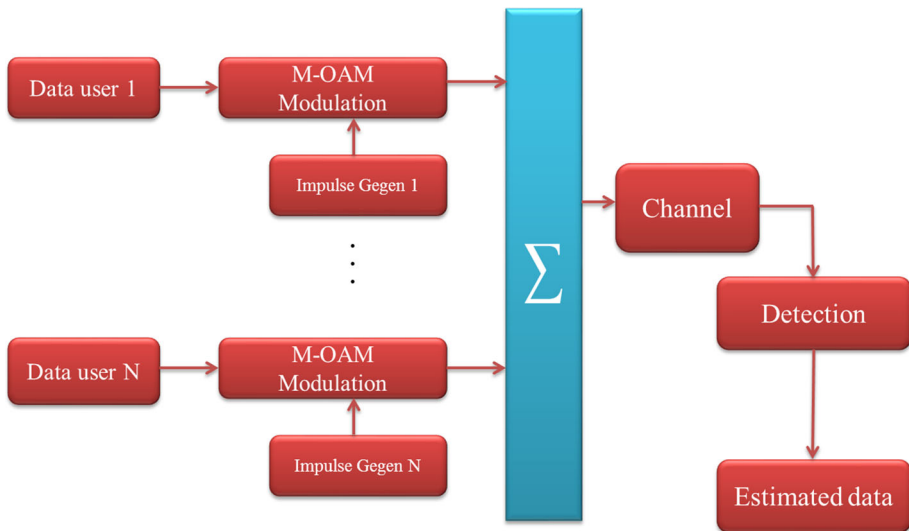 Data user 1
M-OAM
Modulation
Impulse Gegen 1
⋮
∑
Channel
Detection
Data user N
M-OAM
Modulation
Impulse Gegen N
Estimated data